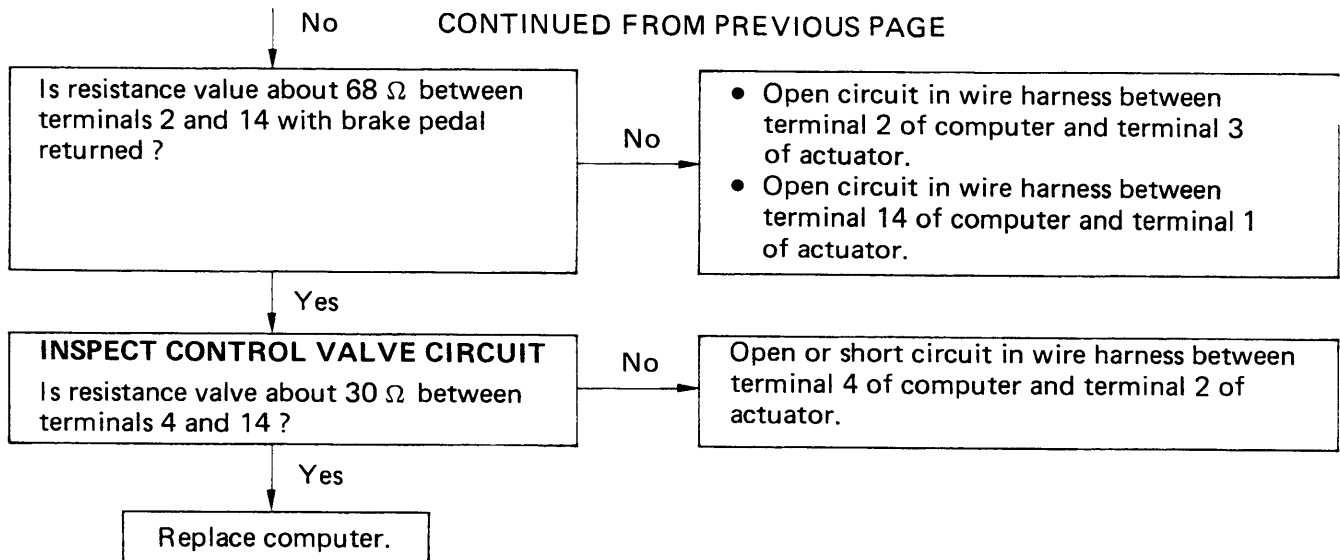 No
CONTINUED FROM PREVIOUS PAGE
Is resistance value about 68 Ω between
terminals 2 and 14 with brake pedal
returned ?
No
• Open circuit in wire harness between
terminal 2 of computer and terminal 3
of actuator.
• Open circuit in wire harness between
terminal 14 of computer and terminal 1
of actuator.
Yes
INSPECT CONTROL VALVE CIRCUIT
Is resistance valve about 30 Ω between
terminals 4 and 14 ?
No
Open or short circuit in wire harness between
terminal 4 of computer and terminal 2 of
actuator.
Yes
Replace computer.